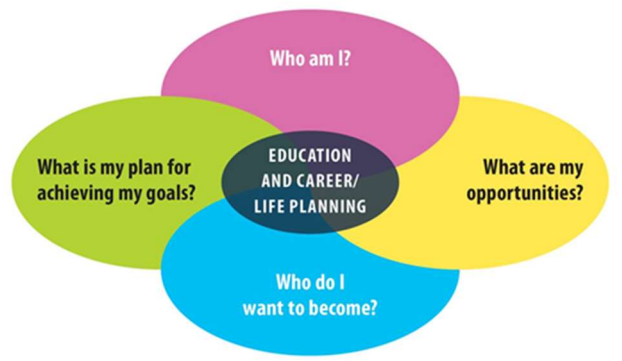 Who am I?
What is my plan for
achieving my goals?
EDUCATION
AND CAREER/
LIFE PLANNING
What are my
opportunities?
Who do I
want to become?